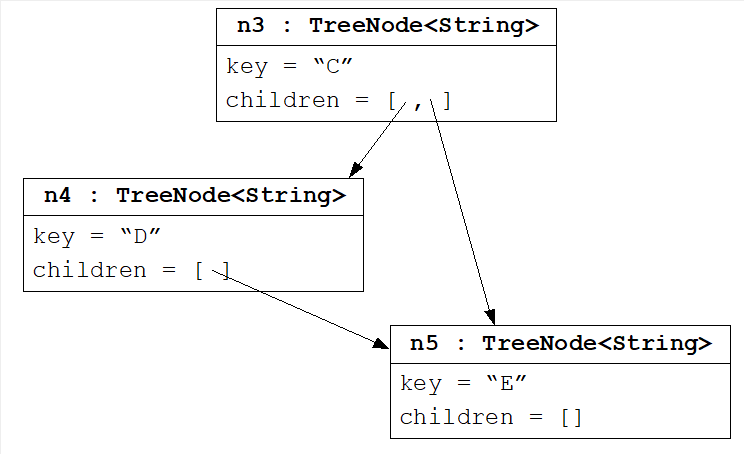 n3 : TreeNode<String>
key = “C”
children = [ , ]
n4 : TreeNode<String>
key = “D”
children = [ ]
n5 : TreeNode<String>
key = “E”
children = []